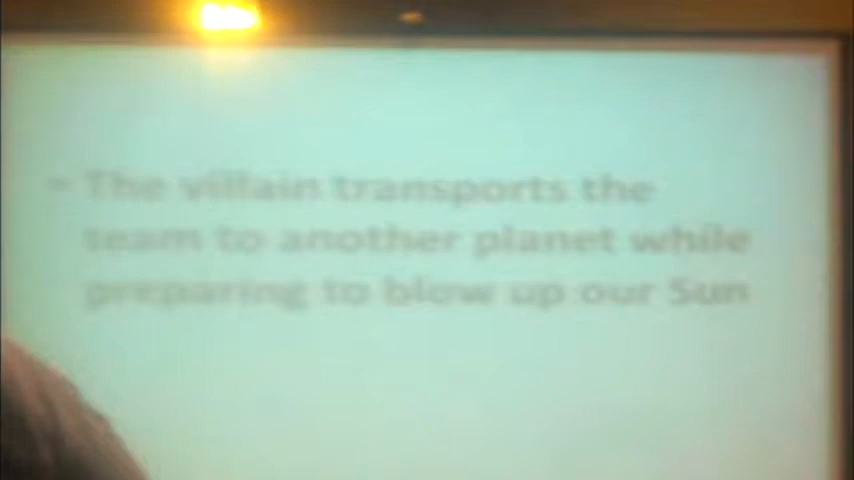 - The villain transports the
team to another planet while
preparing to blow up our Sun